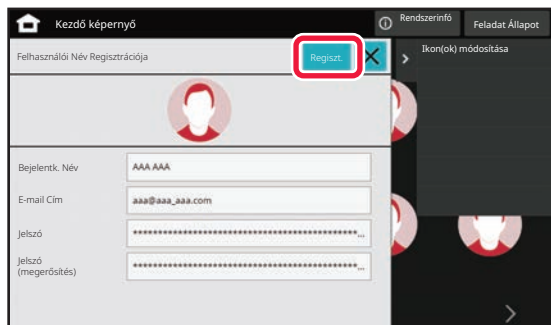 Kezdő képernyő
Rendszerinfó
Feladat Állapot
Felhasználói Név Regisztrációja
Regiszt.
Ikon(ok) módosítása
Bejelentk. Név
AAA AAA
E-mail Cím
aaa@aaa_aaa.com
Jelszó
************************************************...
Jelszó
(megerősítés)
************************************************...